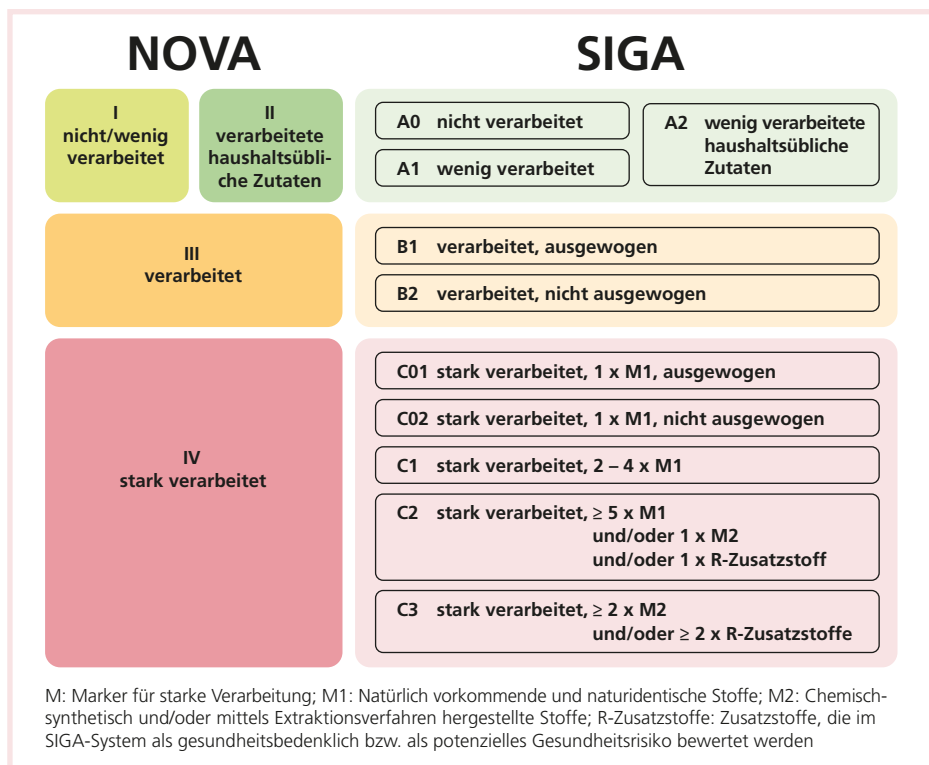 NOVA
SIGA
I
nicht/wenig
verarbeitet
II
verarbeitete
haushaltsübli-
che Zutaten
A0 nicht verarbeitet
A1 wenig verarbeitet
A2 wenig verarbeitete
haushaltsübliche
Zutaten
III
verarbeitet
B1 verarbeitet, ausgewogen
B2 verarbeitet, nicht ausgewogen
IV
stark verarbeitet
C01 stark verarbeitet, 1 x M1, ausgewogen
C02 stark verarbeitet, 1 x M1, nicht ausgewogen
C1 stark verarbeitet, 2 – 4 x M1
C2 stark verarbeitet, ≥ 5 x M1
und/oder 1 x M2
und/oder 1 x R-Zusatzstoff
C3 stark verarbeitet, ≥ 2 x M2
und/oder ≥ 2 x R-Zusatzstoffe
M: Marker für starke Verarbeitung; M1: Natürlich vorkommende und naturidentische Stoffe; M2: Chemisch-
synthetisch und/oder mittels Extraktionsverfahren hergestellte Stoffe; R-Zusatzstoffe: Zusatzstoffe, die im
SIGA-System als gesundheitsbedenklich bzw. als potenzielles Gesundheitsrisiko bewertet werden